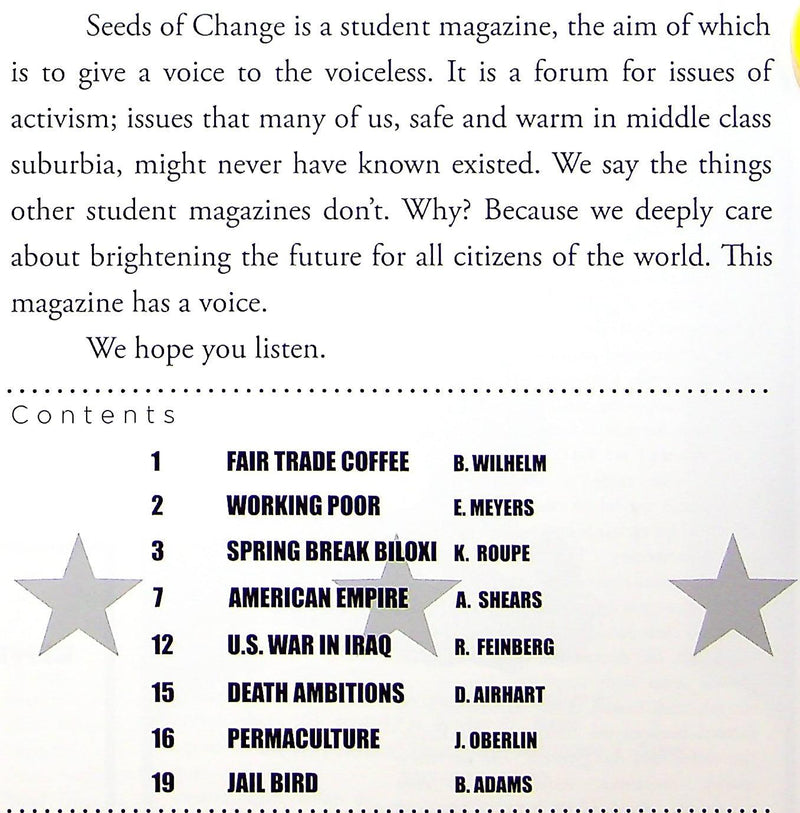 Seeds of Change is a student magazine, the aim of which
is to give a voice to the voiceless. It is a forum for issues of
activism; issues that many of us, safe and warm in middle class
suburbia, might never have known existed. We say the things
other student magazines don't. Why? Because we deeply care
about brightening the future for all citizens of the world. This
magazine has a voice.
We hope you listen.
Contents
1 FAIR TRADE COFFEE B. WILHELM
2 WORKING POOR E. MEYERS
3 SPRING BREAK BILOXI K. ROUPE
7 AMERICAN EMPIRE A. SHEARS
12 U.S. WAR IN IRAQ R. FEINBERG
15 DEATH AMBITIONS D. AIRHART
16 PERMACULTURE J. OBERLIN
19 JAIL BIRD B. ADAMS